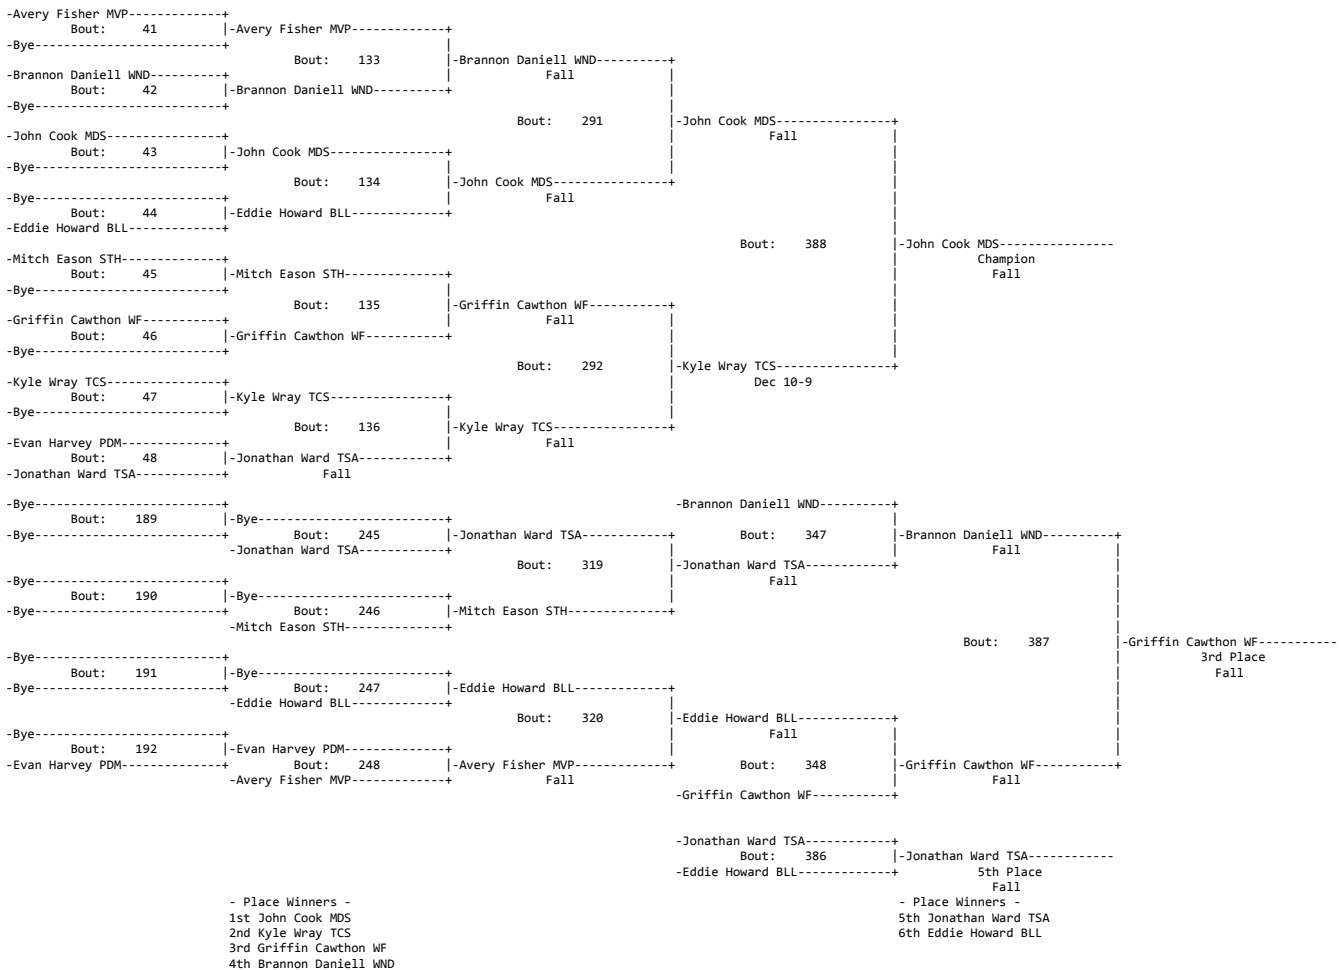 -Avery Fisher MVP-------------+
Bout: 41 |-Avery Fisher MVP-------------+
-Bye--------------------------+ |
Bout: 133 |-Brannon Daniell WND----------+
-Brannon Daniell WND----------+ | Fall |
Bout: 42 |-Brannon Daniell WND----------+ |
-Bye--------------------------+ |
Bout: 291 |-John Cook MDS----------------+
-John Cook MDS----------------+ | Fall |
Bout: 43 |-John Cook MDS----------------+ | |
-Bye--------------------------+ | | |
Bout: 134 |-John Cook MDS----------------+ |
-Bye--------------------------+ | Fall |
Bout: 44 |-Eddie Howard BLL-------------+ |
-Eddie Howard BLL-------------+ |
Bout: 388 |-John Cook MDS----------------
-Mitch Eason STH--------------+ | Champion
Bout: 45 |-Mitch Eason STH--------------+ | Fall
-Bye--------------------------+ | |
Bout: 135 |-Griffin Cawthon WF-----------+ |
-Griffin Cawthon WF-----------+ | Fall | |
Bout: 46 |-Griffin Cawthon WF-----------+ | |
-Bye--------------------------+ | |
Bout: 292 |-Kyle Wray TCS----------------+
-Kyle Wray TCS----------------+ | Dec 10-9
Bout: 47 |-Kyle Wray TCS----------------+ |
-Bye--------------------------+ | |
Bout: 136 |-Kyle Wray TCS----------------+
-Evan Harvey PDM--------------+ | Fall
Bout: 48 |-Jonathan Ward TSA------------+
-Jonathan Ward TSA------------+ Fall
-Bye--------------------------+ -Brannon Daniell WND----------+
Bout: 189 |-Bye--------------------------+ |
-Bye--------------------------+ Bout: 245 |-Jonathan Ward TSA------------+ Bout: 347 |-Brannon Daniell WND----------+
-Jonathan Ward TSA------------+ | | Fall |
Bout: 319 |-Jonathan Ward TSA------------+ |
-Bye--------------------------+ | Fall |
Bout: 190 |-Bye--------------------------+ | |
-Bye--------------------------+ Bout: 246 |-Mitch Eason STH--------------+ |
-Mitch Eason STH--------------+ |
Bout: 387 |-Griffin Cawthon WF-----------
-Bye--------------------------+ | 3rd Place
Bout: 191 |-Bye--------------------------+ | Fall
-Bye--------------------------+ Bout: 247 |-Eddie Howard BLL-------------+ |
-Eddie Howard BLL-------------+ | |
Bout: 320 |-Eddie Howard BLL-------------+ |
-Bye--------------------------+ | Fall | |
Bout: 192 |-Evan Harvey PDM--------------+ | | |
-Evan Harvey PDM--------------+ Bout: 248 |-Avery Fisher MVP-------------+ Bout: 348 |-Griffin Cawthon WF-----------+
-Avery Fisher MVP-------------+ Fall | Fall
-Griffin Cawthon WF-----------+
-Jonathan Ward TSA------------+
Bout: 386 |-Jonathan Ward TSA------------
-Eddie Howard BLL-------------+ 5th Place
Fall
- Place Winners - - Place Winners -
1st John Cook MDS 5th Jonathan Ward TSA
2nd Kyle Wray TCS 6th Eddie Howard BLL
3rd Griffin Cawthon WF
4th Brannon Daniell WND